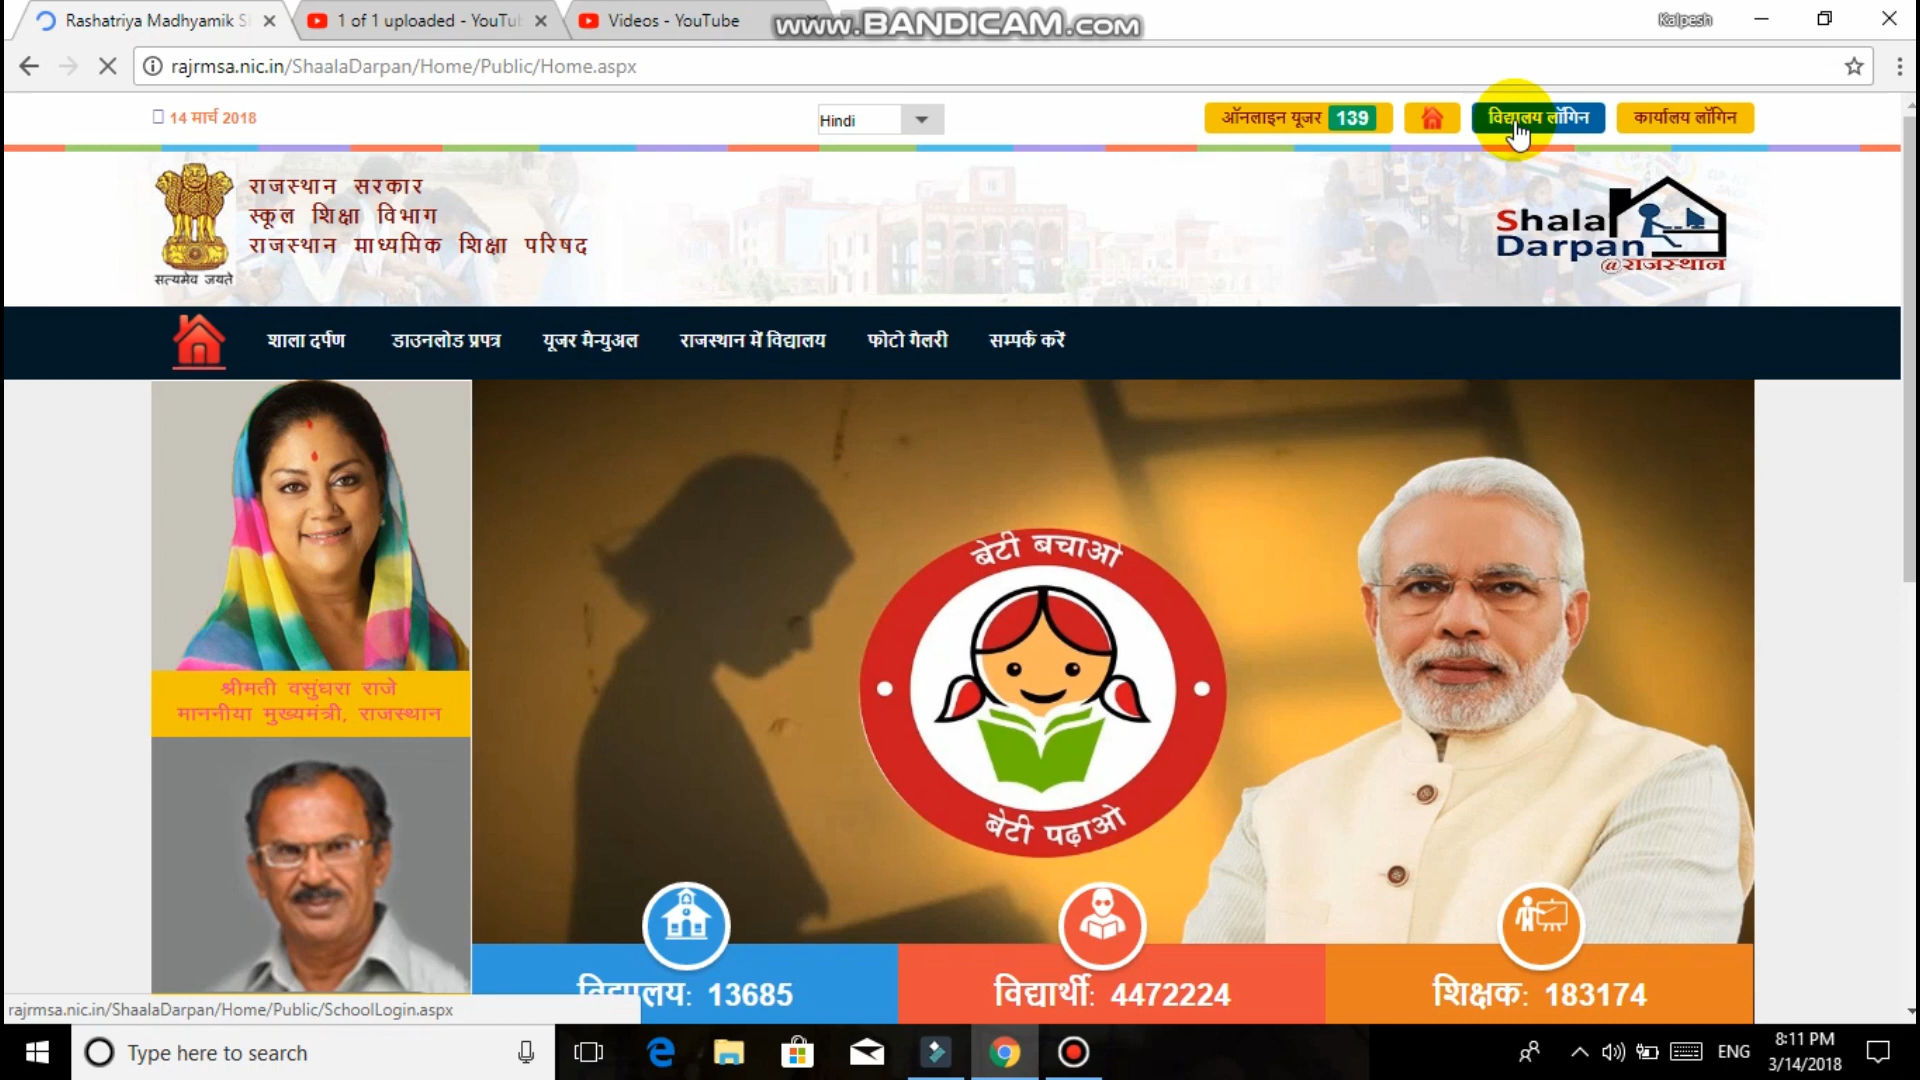 Rashatriya Madhyamik S
1 of 1 uploaded - YouTu
Videos - YouTube
www.BANDICAM.com
Kalpesh
rajrmsa.nic.in/ShaalaDarpan/Home/Public/Home.aspx
14 मार्च 2018
Hindi
ऑनलाइन यूजर 139
विद्यालय लॉगिन
कार्यालय लॉगिन
सत्यमेव जयते
राजस्थान सरकार
स्कूल शिक्षा विभाग
राजस्थान माध्यमिक शिक्षा परिषद
Shala
Darpan
@राजस्थान
शाला दर्पण
डाउनलोड प्रपत्र
यूजर मैन्युअल
राजस्थान में विद्यालय
फोटो गैलरी
सम्पर्क करें
श्रीमती वसुंधरा राजे
माननीया मुख्यमंत्री, राजस्थान
बेटी बचाओ
बेटी पढ़ाओ
विद्यालय: 13685
विद्यार्थी: 4472224
शिक्षक: 183174
rajrmsa.nic.in/ShaalaDarpan/Home/Public/SchoolLogin.aspx
Type here to search
ENG
8:11 PM
3/14/2018